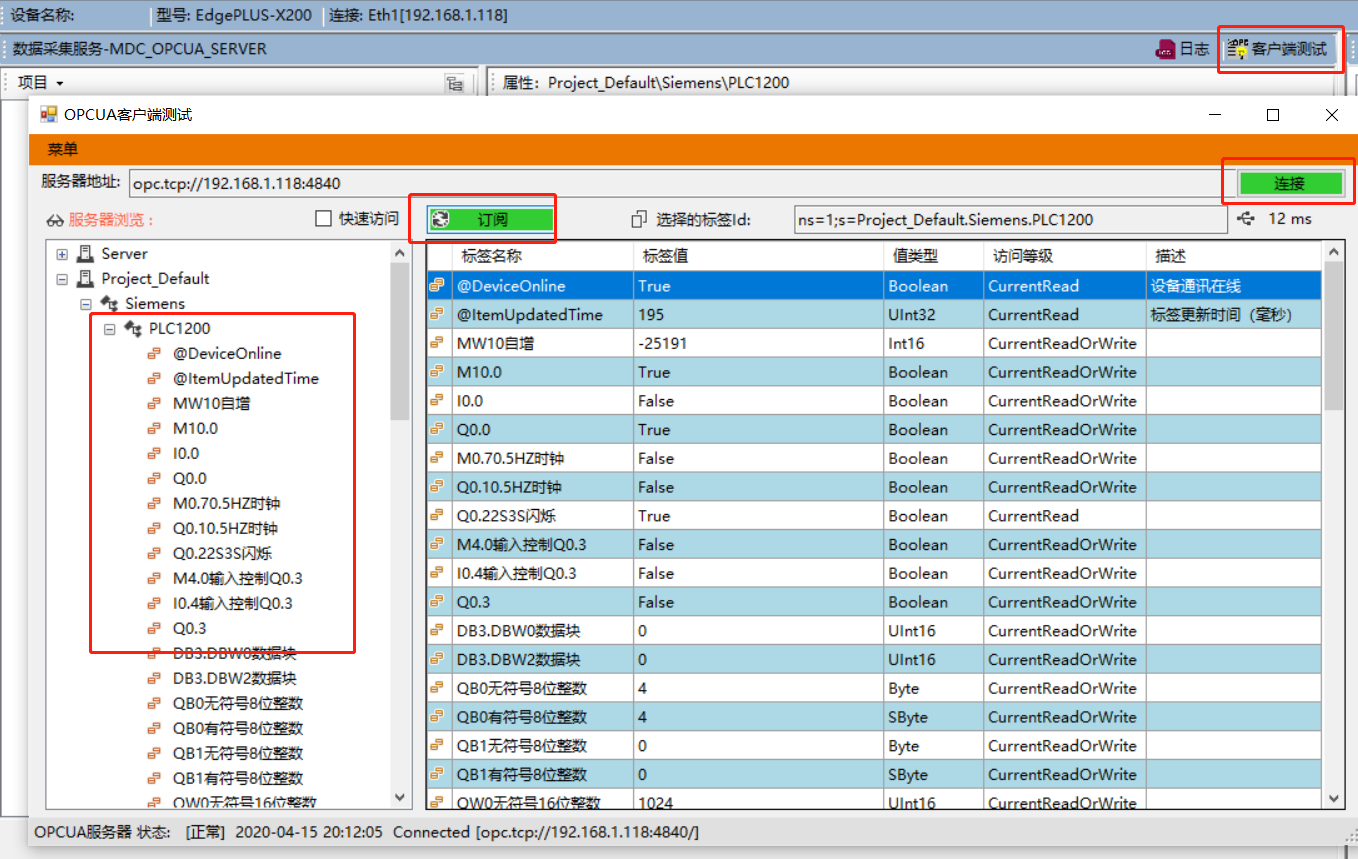 设备名称: 型号: EdgePLUS-X200 连接: Eth1[192.168.1.118]
数据采集服务-MDC_OPCUA_SERVER 日志 客户端测试
项目 属性: Project_Default\Siemens\PLC1200
OPCUA客户端测试
菜单
服务器地址: opc.tcp://192.168.1.118:4840 连接
服务器浏览: 快速访问 订阅 选择的标签Id: ns=1;s=Project_Default.Siemens.PLC1200 12 ms
Server
Project_Default
Siemens
PLC1200
@DeviceOnline
@ItemUpdatedTime
MW10自增
M10.0
I0.0
Q0.0
M0.70.5HZ时钟
Q0.10.5HZ时钟
Q0.22S3S闪烁
M4.0输入控制Q0.3
I0.4输入控制Q0.3
Q0.3
DB3.DBW0数据块
DB3.DBW2数据块
QB0无符号8位整数
QB0有符号8位整数
QB1无符号8位整数
QB1有符号8位整数
QW0无符号16位整数
标签名称 标签值 值类型 访问等级 描述
@DeviceOnline True Boolean CurrentRead 设备通讯在线
@ItemUpdatedTime 195 UInt32 CurrentRead 标签更新时间（毫秒）
MW10自增 -25191 Int16 CurrentReadOrWrite
M10.0 True Boolean CurrentReadOrWrite
I0.0 False Boolean CurrentReadOrWrite
Q0.0 True Boolean CurrentReadOrWrite
M0.70.5HZ时钟 False Boolean CurrentReadOrWrite
Q0.10.5HZ时钟 False Boolean CurrentReadOrWrite
Q0.22S3S闪烁 True Boolean CurrentRead
M4.0输入控制Q0.3 False Boolean CurrentReadOrWrite
I0.4输入控制Q0.3 False Boolean CurrentReadOrWrite
Q0.3 False Boolean CurrentReadOrWrite
DB3.DBW0数据块 0 UInt16 CurrentReadOrWrite
DB3.DBW2数据块 0 UInt16 CurrentReadOrWrite
QB0无符号8位整数 4 Byte CurrentReadOrWrite
QB0有符号8位整数 4 SByte CurrentReadOrWrite
QB1无符号8位整数 0 Byte CurrentReadOrWrite
QB1有符号8位整数 0 SByte CurrentReadOrWrite
QW0无符号16位整数 1024 UInt16 CurrentReadOrWrite
OPCUA服务器 状态: [正常] 2020-04-15 20:12:05 Connected [opc.tcp://192.168.1.118:4840/]